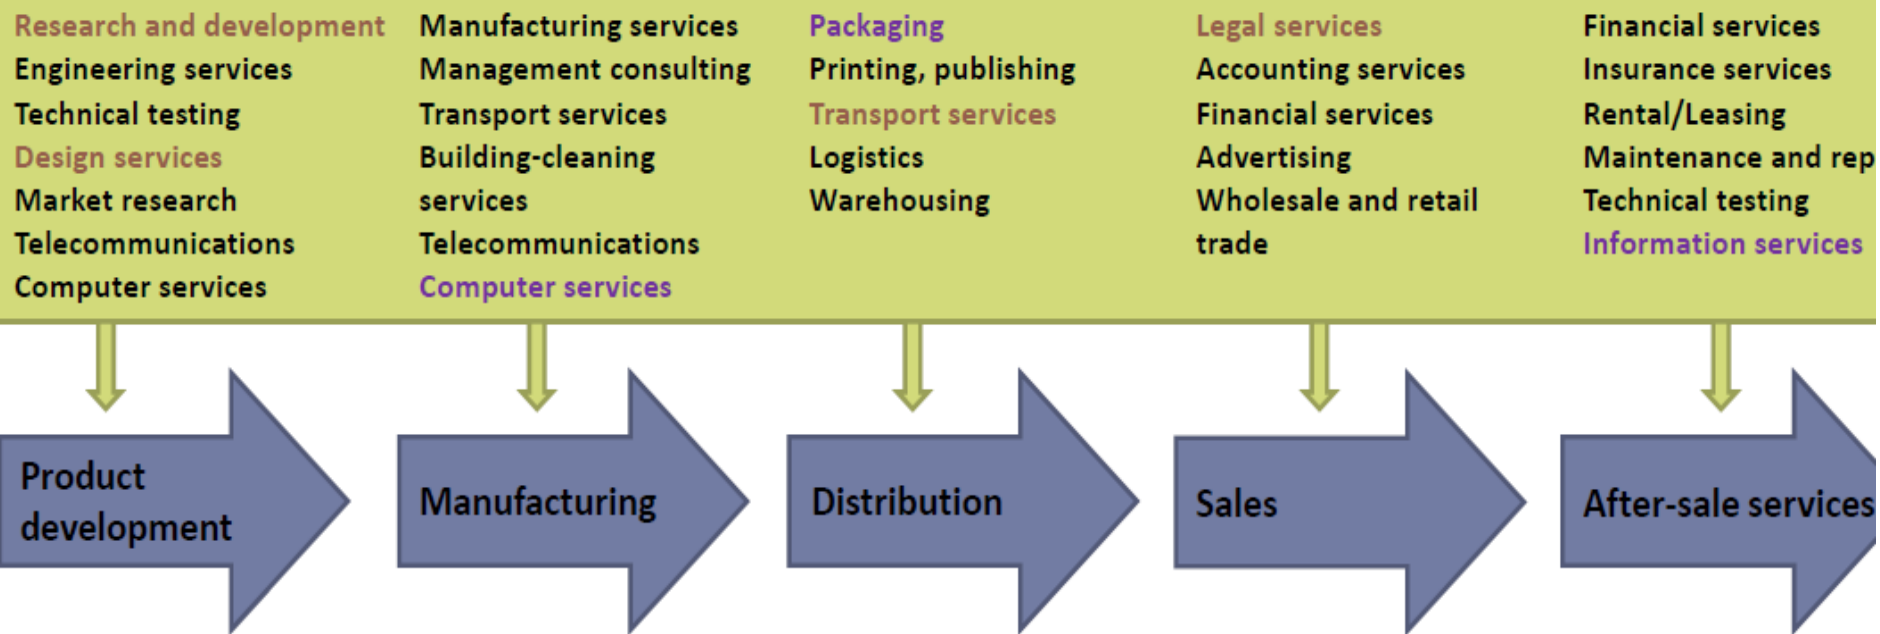 Research and development
Engineering services
Technical testing
Design services
Market research
Telecommunications
Computer services
Manufacturing services
Management consulting
Transport services
Building-cleaning
services
Telecommunications
Computer services
Packaging
Printing, publishing
Transport services
Logistics
Warehousing
Legal services
Accounting services
Financial services
Advertising
Wholesale and retail
trade
Financial services
Insurance services
Rental/Leasing
Maintenance and rep
Technical testing
Information services
Product
development
Manufacturing
Distribution
Sales
After-sale services